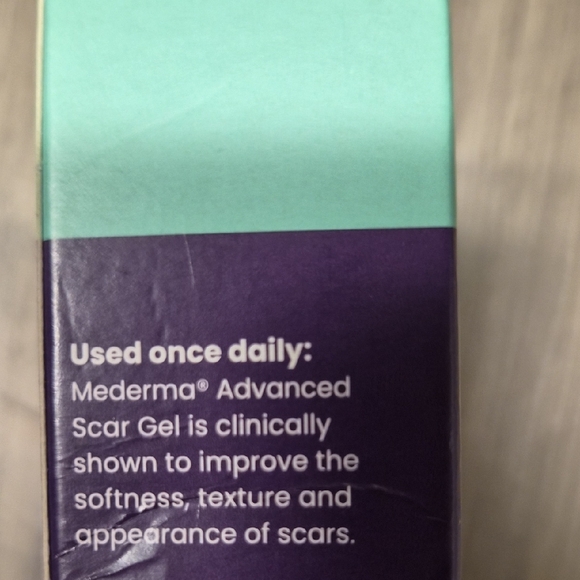 Used once daily:
Mederma® Advanced
Scar Gel is clinically
shown to improve the
softness, texture and
appearance of scars.